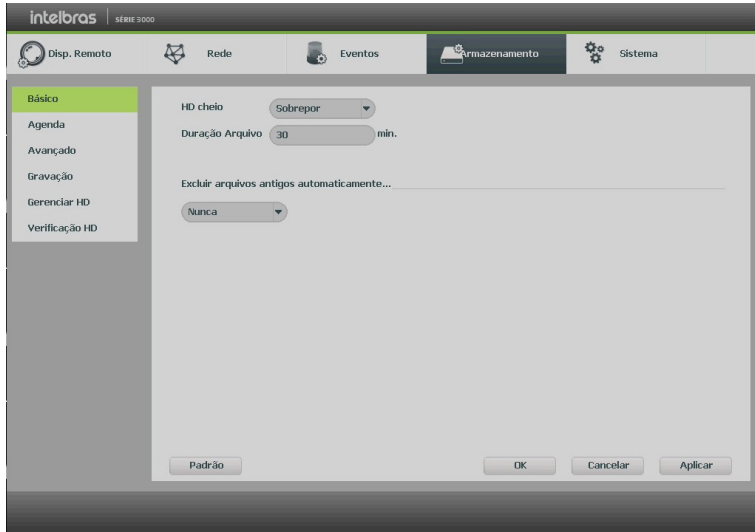 intelbras | SÉRIE 3000
Disp. Remoto
Rede
Eventos
Armazenamento
Sistema
Básico
Agenda
Avançado
Gravação
Gerenciar HD
Verificação HD
HD cheio Sobrepor
Duração Arquivo 30 min.
Excluir arquivos antigos automaticamente...
Nunca
Padrão
OK
Cancelar
Aplicar